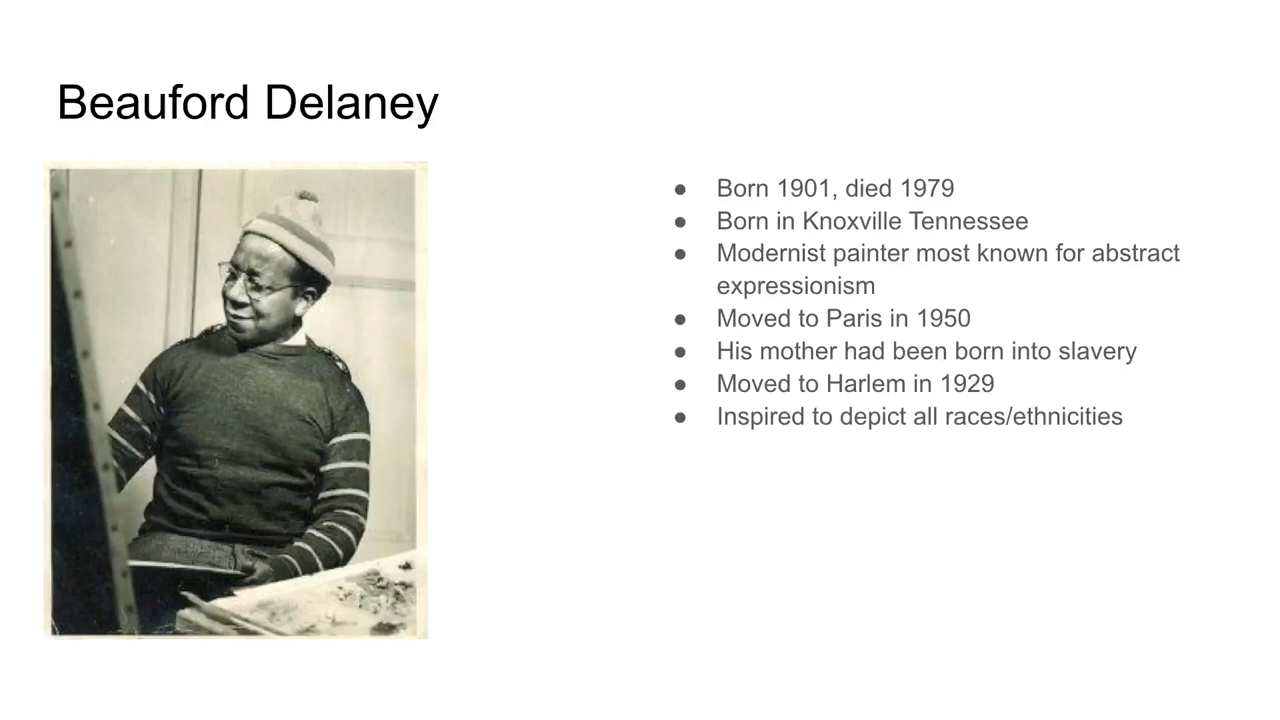 Beauford Delaney
● Born 1901, died 1979
● Born in Knoxville Tennessee
● Modernist painter most known for abstract
expressionism
● Moved to Paris in 1950
● His mother had been born into slavery
● Moved to Harlem in 1929
● Inspired to depict all races/ethnicities